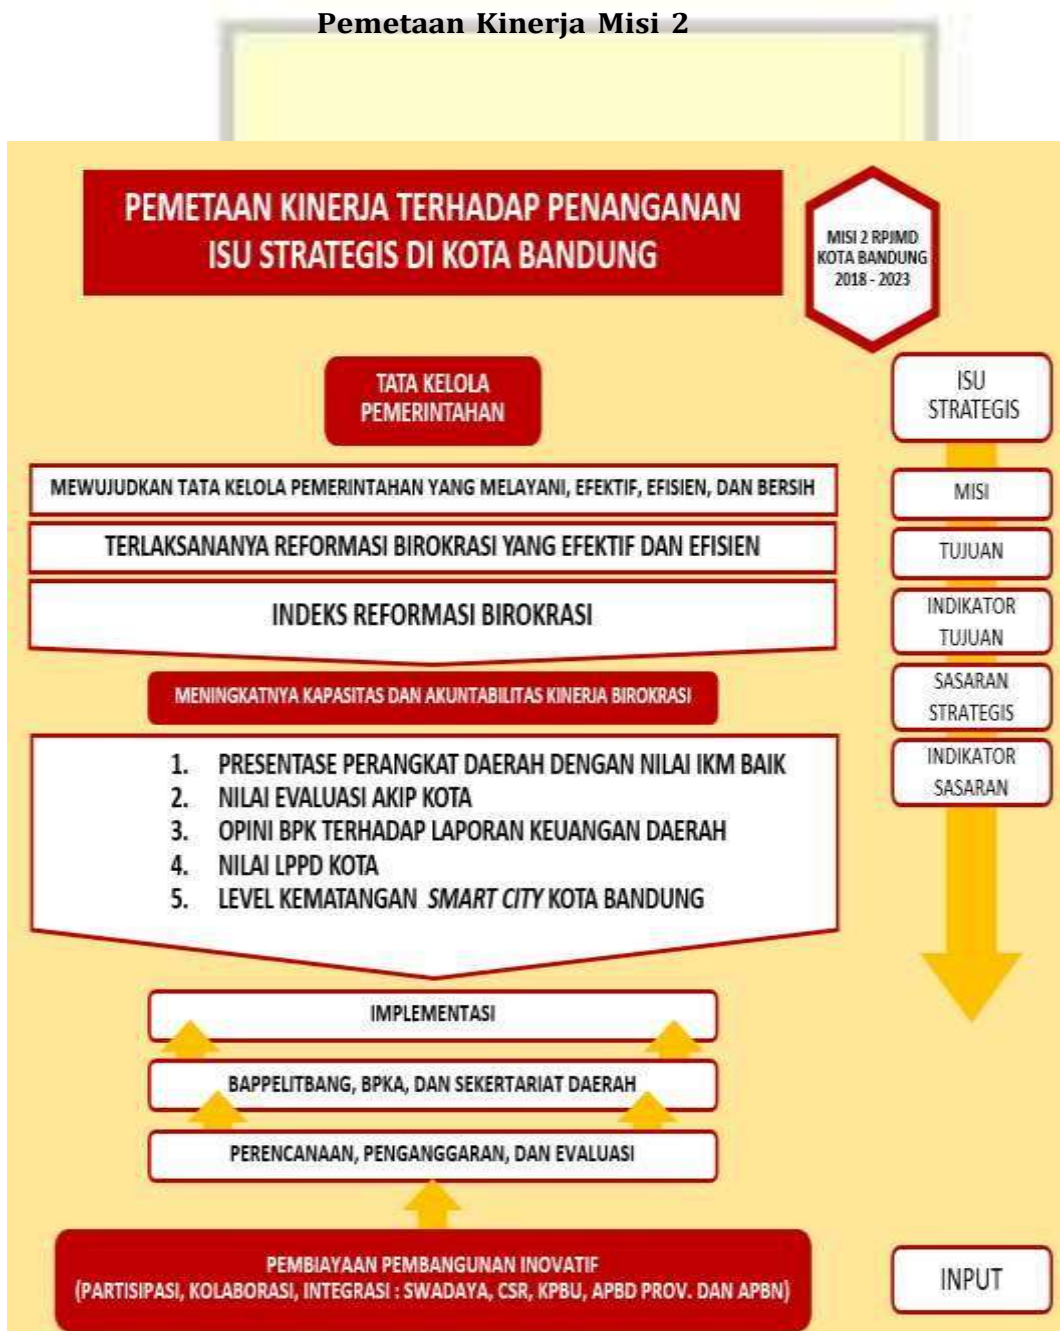 Pemetaan Kinerja Misi 2
PEMETAAN KINERJA TERHADAP PENANGANAN
ISU STRATEGIS DI KOTA BANDUNG
MISI 2 RPJMD
KOTA BANDUNG
2018 - 2023
TATA KELOLA
PEMERINTAHAN
ISU
STRATEGIS
MEWUJUDKAN TATA KELOLA PEMERINTAHAN YANG MELAYANI, EFEKTIF, EFISIEN, DAN BERSIH
MISI
TERLAKSANANYA REFORMASI BIROKRASI YANG EFEKTIF DAN EFISIEN
TUJUAN
INDEKS REFORMASI BIROKRASI
INDIKATOR
TUJUAN
MENINGKATNYA KAPASITAS DAN AKUNTABILITAS KINERJA BIROKRASI
SASARAN
STRATEGIS
1. PRESENTASE PERANGKAT DAERAH DENGAN NILAI IKM BAIK
2. NILAI EVALUASI AKIP KOTA
3. OPINI BPK TERHADAP LAPORAN KEUANGAN DAERAH
4. NILAI LPPD KOTA
5. LEVEL KEMATANGAN SMART CITY KOTA BANDUNG
INDIKATOR
SASARAN
IMPLEMENTASI
BAPPELITBANG, BPKA, DAN SEKERTARIAT DAERAH
PERENCANAAN, PENGANGGARAN, DAN EVALUASI
PEMBIAYAAN PEMBANGUNAN INOVATIF
(PARTISIPASI, KOLABORASI, INTEGRASI : SWADAYA, CSR, KPBU, APBD PROV. DAN APBN)
INPUT